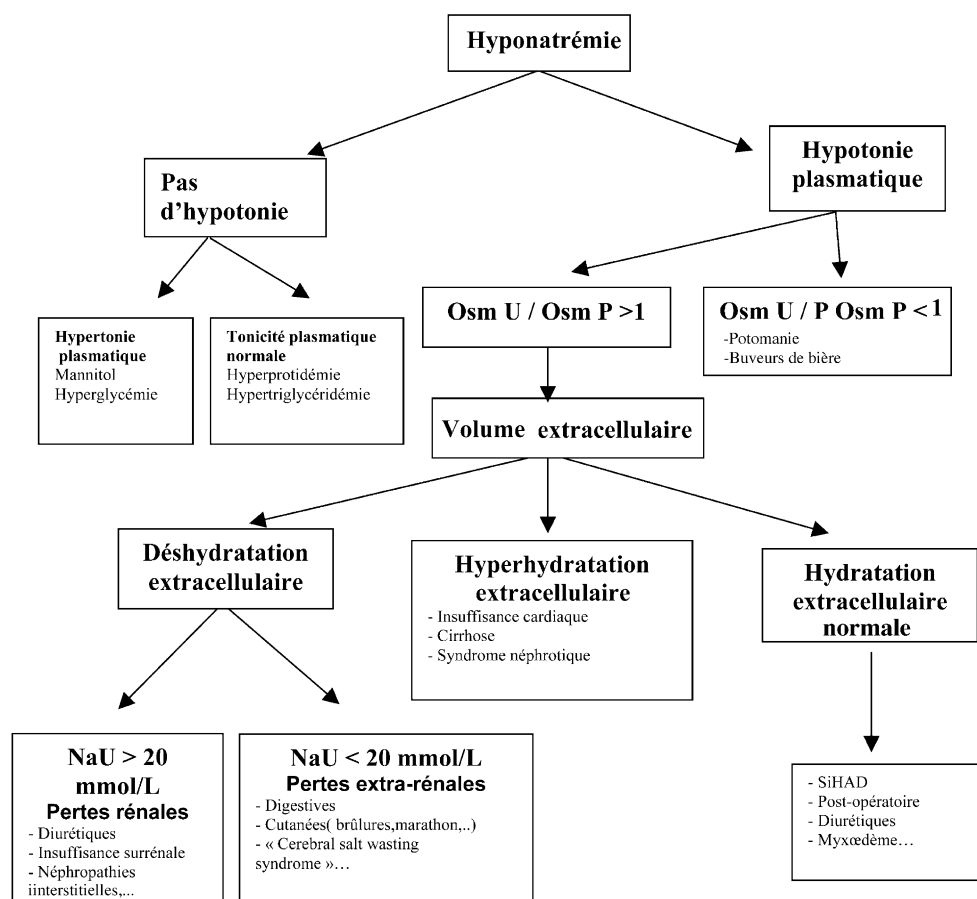 Hyponatrémie
Hypotonie
plasmatique
Pas
d’hypotonie
Osm U / Osm P >1
Osm U / P Osm P < 1
-Potomanie
-Buveurs de bière
Hypertonie
plasmatique
Mannitol
Hyperglycémie
Tonicité plasmatique
normale
Hyperprotidémie
Hypertriglycéridémie
Volume extracellulaire
Déshydratation
extracellulaire
Hyperhydratation
extracellulaire
- Insuffisance cardiaque
- Cirrhose
- Syndrome néphrotique
Hydratation
extracellulaire
normale
NaU > 20
mmol/L
Pertes rénales
- Diurétiques
- Insuffisance surrénale
- Néphropathies
iinterstitielles,...
NaU < 20 mmol/L
Pertes extra-rénales
- Digestives
- Cutanées( brûlures,marathon,..)
- « Cerebral salt wasting
syndrome »…
- SiHAD
- Post-opératoire
- Diurétiques
- Myxœdème…